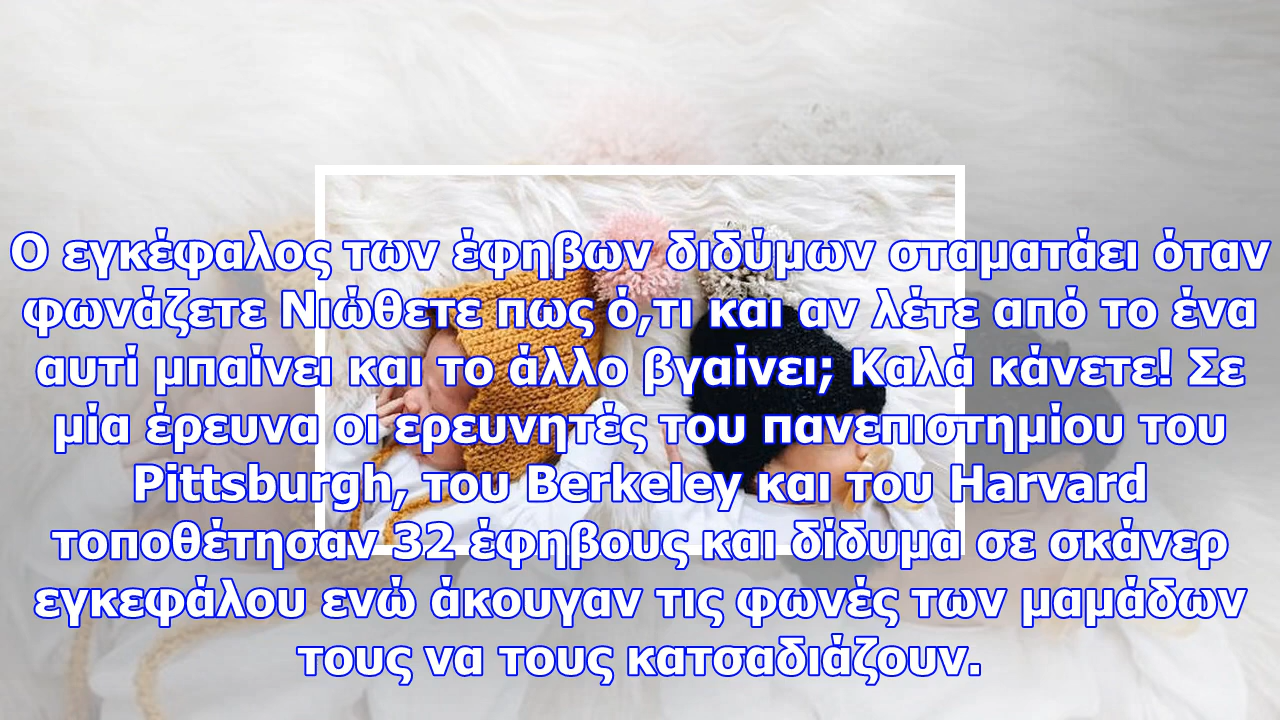 Ο εγκέφαλος των έφηβων διδύμων σταματάει όταν
φωνάζετε Νιώθετε πως ό,τι και αν λέτε από το ένα
αυτί μπαίνει και το άλλο βγαίνει; Καλά κάνετε! Σε
μία έρευνα οι ερευνητές του πανεπιστημίου του
Pittsburgh, του Berkeley και του Harvard
τοποθέτησαν 32 έφηβους και δίδυμα σε σκάνερ
εγκεφάλου ενώ άκουγαν τις φωνές των μαμάδων
τους να τους κατσαδιάζουν.